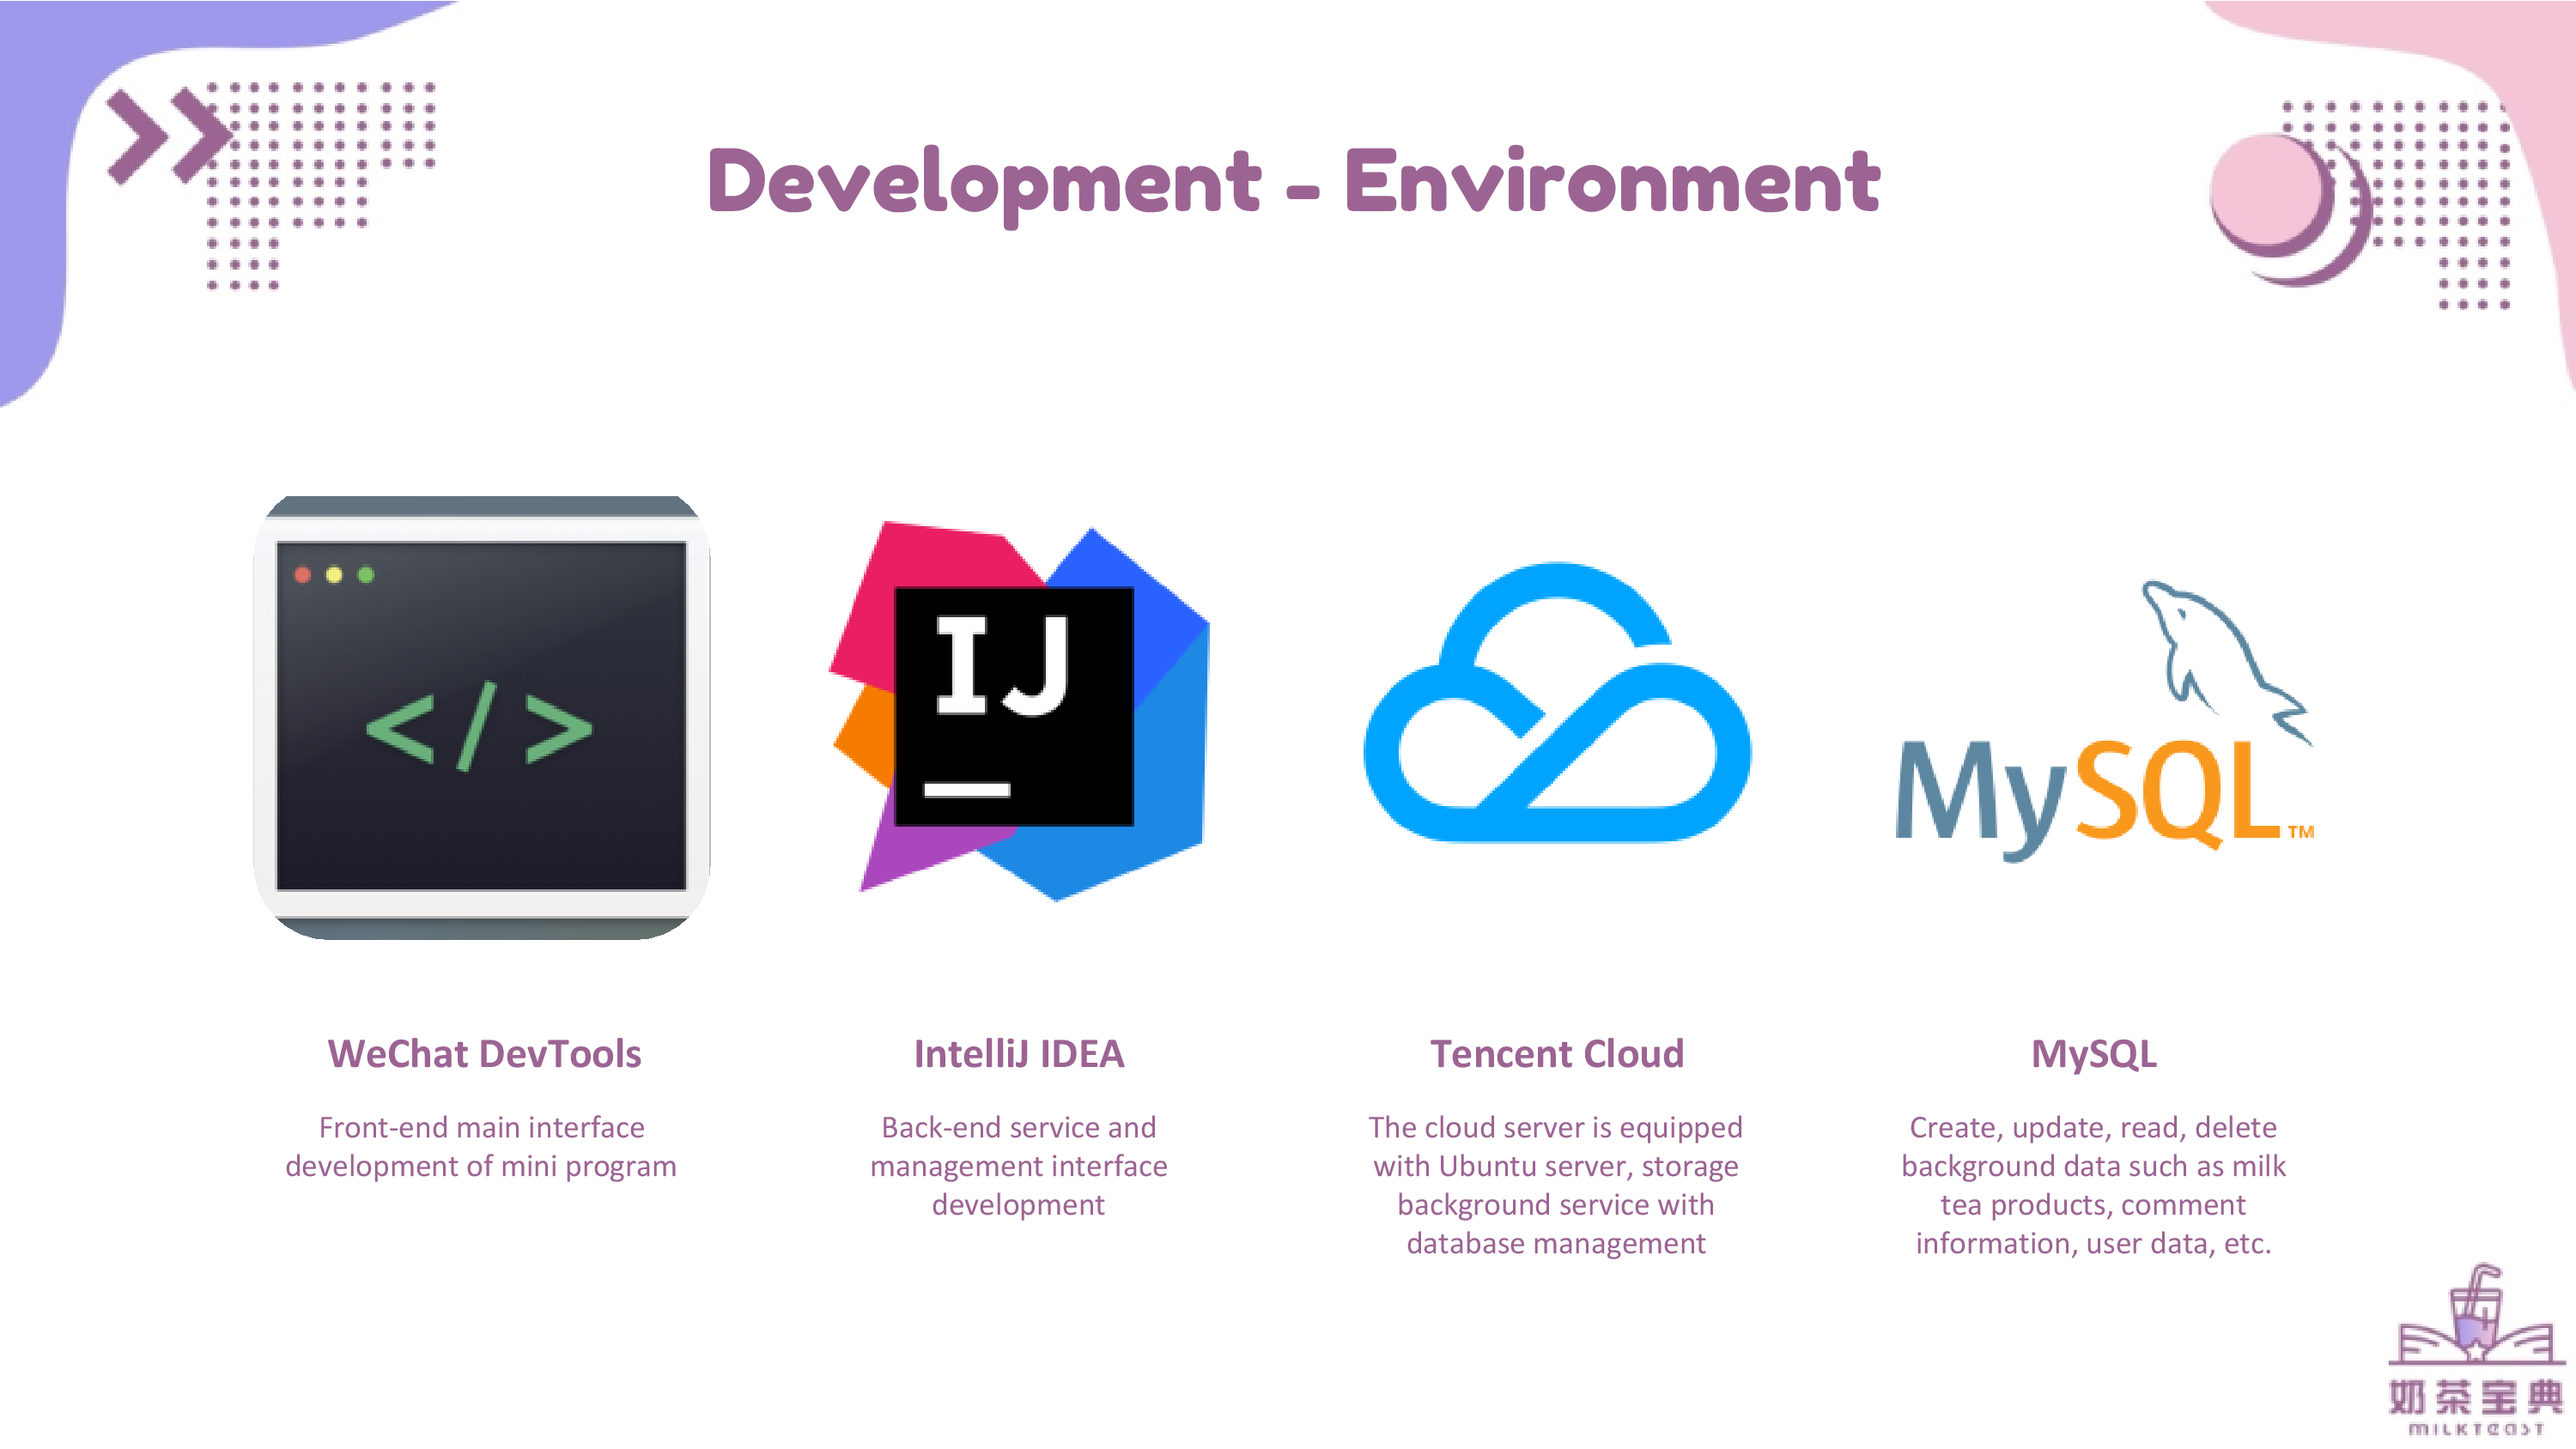 Development - Environment
</>
IJ
MySQL™
WeChat DevTools
Front-end main interface
development of mini program
IntelliJ IDEA
Back-end service and
management interface
development
Tencent Cloud
The cloud server is equipped
with Ubuntu server, storage
background service with
database management
MySQL
Create, update, read, delete
background data such as milk
tea products, comment
information, user data, etc.
奶茶宝典